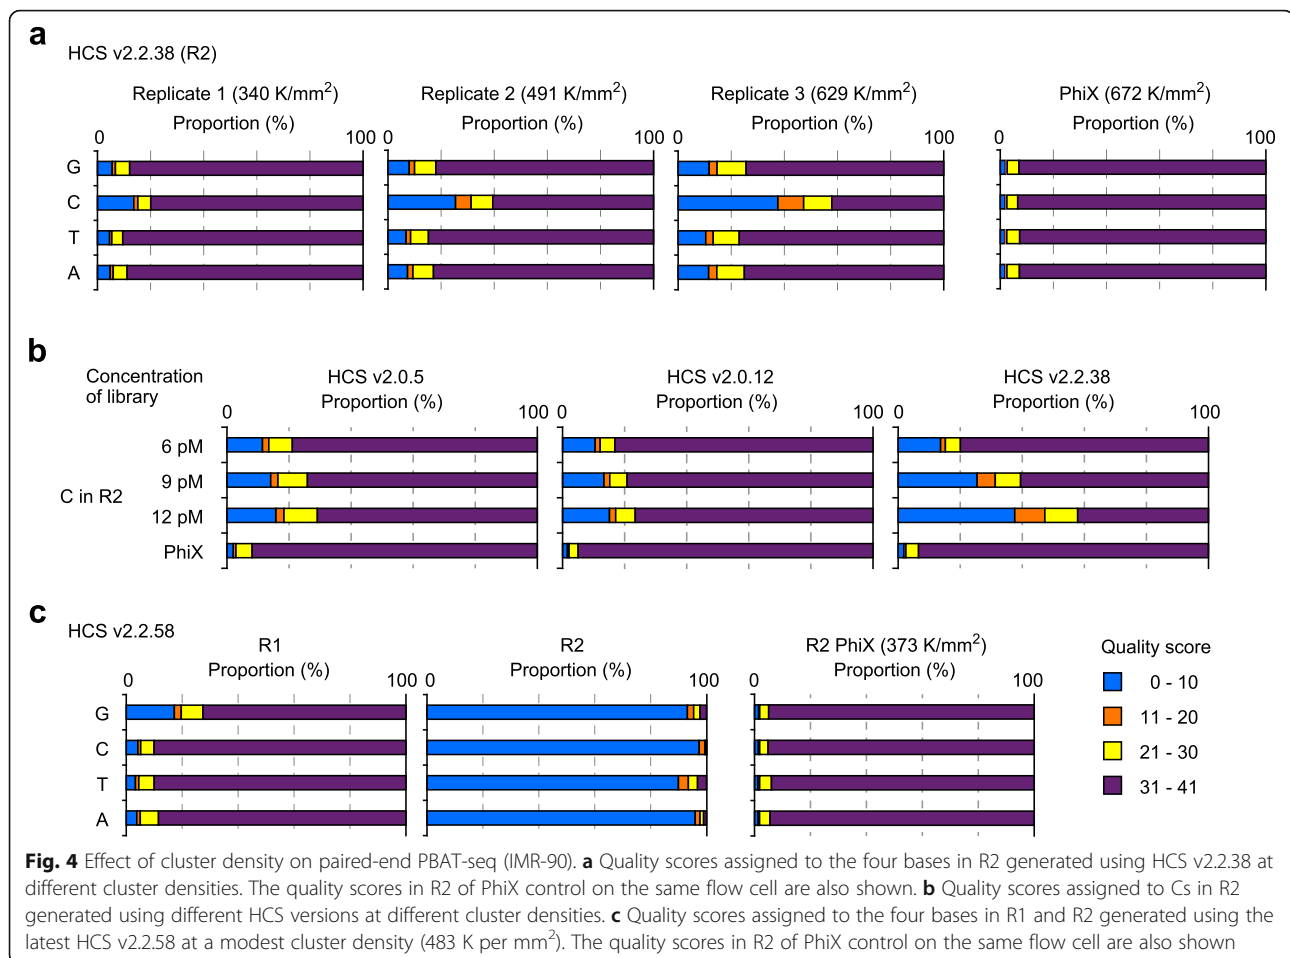 a
HCS v2.2.38 (R2)
Replicate 1 (340 K/mm²) Replicate 2 (491 K/mm²) Replicate 3 (629 K/mm²) PhiX (672 K/mm²)
Proportion (%) Proportion (%) Proportion (%) Proportion (%)
0 100 0 100 0 100 0 100
G
C
T
A
b
Concentration of library
HCS v2.0.5 HCS v2.0.12 HCS v2.2.38
Proportion (%) Proportion (%) Proportion (%)
0 100 0 100 0 100
6 pM
9 pM
C in R2
12 pM
PhiX
c
HCS v2.2.58
R1 R2 R2 PhiX (373 K/mm²)
Proportion (%) Proportion (%) Proportion (%)
0 100 0 100 0 100
G
C
T
A
Quality score
0 - 10
11 - 20
21 - 30
31 - 41
Fig. 4 Effect of cluster density on paired-end PBAT-seq (IMR-90). a Quality scores assigned to the four bases in R2 generated using HCS v2.2.38 at
different cluster densities. The quality scores in R2 of PhiX control on the same flow cell are also shown. b Quality scores assigned to Cs in R2
generated using different HCS versions at different cluster densities. c Quality scores assigned to the four bases in R1 and R2 generated using the
latest HCS v2.2.58 at a modest cluster density (483 K per mm²). The quality scores in R2 of PhiX control on the same flow cell are also shown